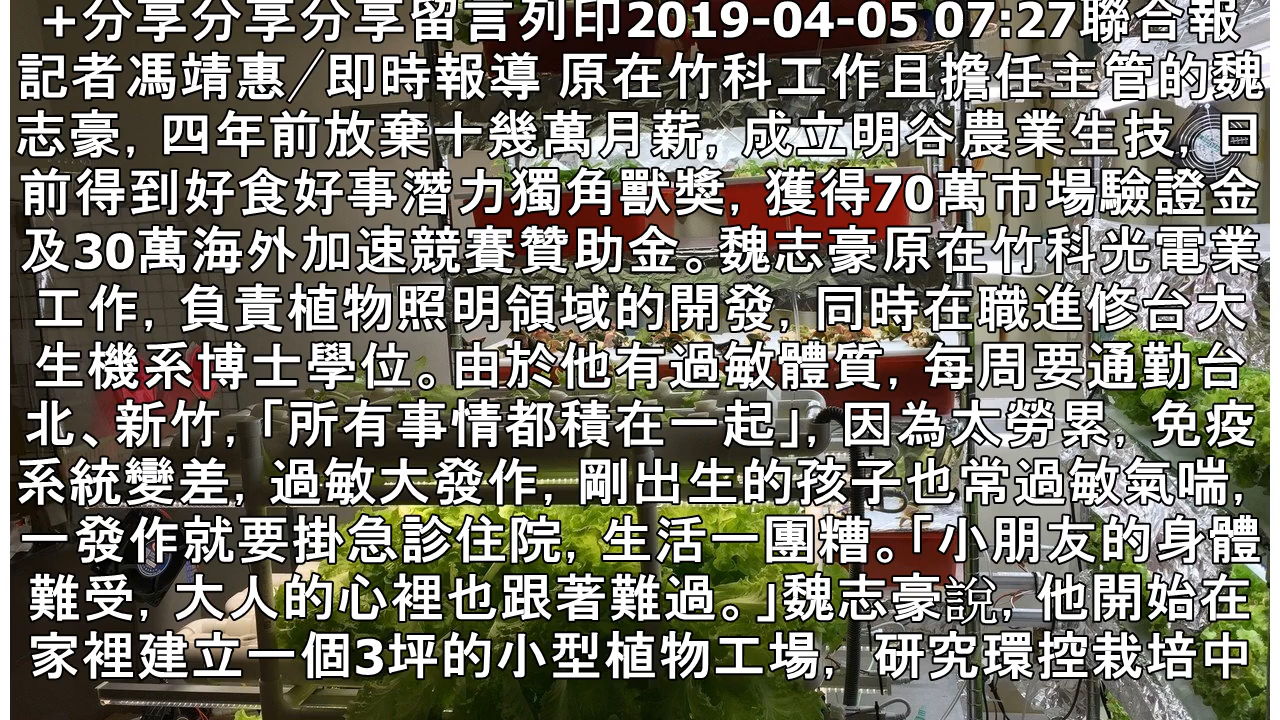 +分享分享分享留言列印2019-04-05 07:27聯合報
記者馮靖惠╱即時報導 原在竹科工作且擔任主管的魏
志豪, 四年前放棄十幾萬月薪, 成立明谷農業生技, 日
前得到好食好事潛力獨角獸獎, 獲得70萬市場驗證金
及30萬海外加速競賽贊助金。魏志豪原在竹科光電業
工作, 負責植物照明領域的開發, 同時在職進修台大
生機系博士學位。由於他有過敏體質, 每周要通勤台
北、新竹,「所有事情都積在一起」, 因為太勞累, 免疫
系統變差, 過敏大發作, 剛出生的孩子也常過敏氣喘,
一發作就要掛急診住院, 生活一團糟。「小朋友的身體
難受, 大人的心裡也跟著難過。」魏志豪說, 他開始在
家裡建立一個3坪的小型植物工場, 研究環控栽培中